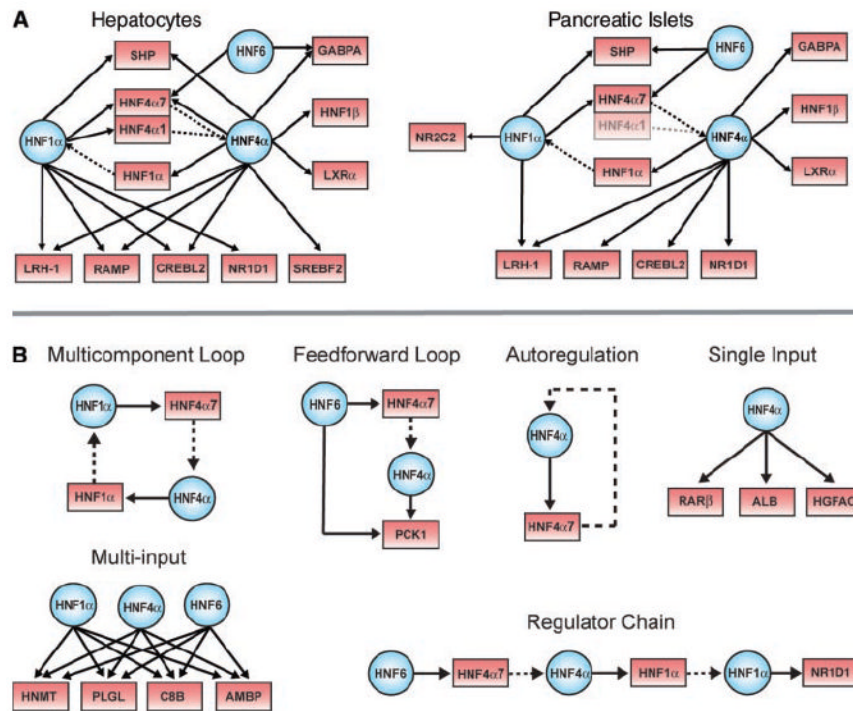 A
Hepatocytes
Pancreatic Islets
SHP
HNF6
GABPA
HNF4α7
HNF4α1
HNF1α
HNF4α
HNF1β
HNF1α
LXRα
LRH-1
RAMP
CREBL2
NR1D1
SREBF2
SHP
HNF6
GABPA
HNF4α7
HNF4α1
NR2C2
HNF1α
HNF4α
HNF1β
HNF1α
LXRα
LRH-1
RAMP
CREBL2
NR1D1
B
Multicomponent Loop
HNF1α
HNF4α7
HNF1α
HNF4α
Feedforward Loop
HNF6
HNF4α7
HNF4α
PCK1
Autoregulation
HNF4α
HNF4α7
Single Input
HNF4α
RARβ
ALB
HGFAC
Multi-input
HNF1α
HNF4α
HNF6
HNMT
PLGL
C8B
AMBP
Regulator Chain
HNF6
HNF4α7
HNF4α
HNF1α
HNF1α
NR1D1